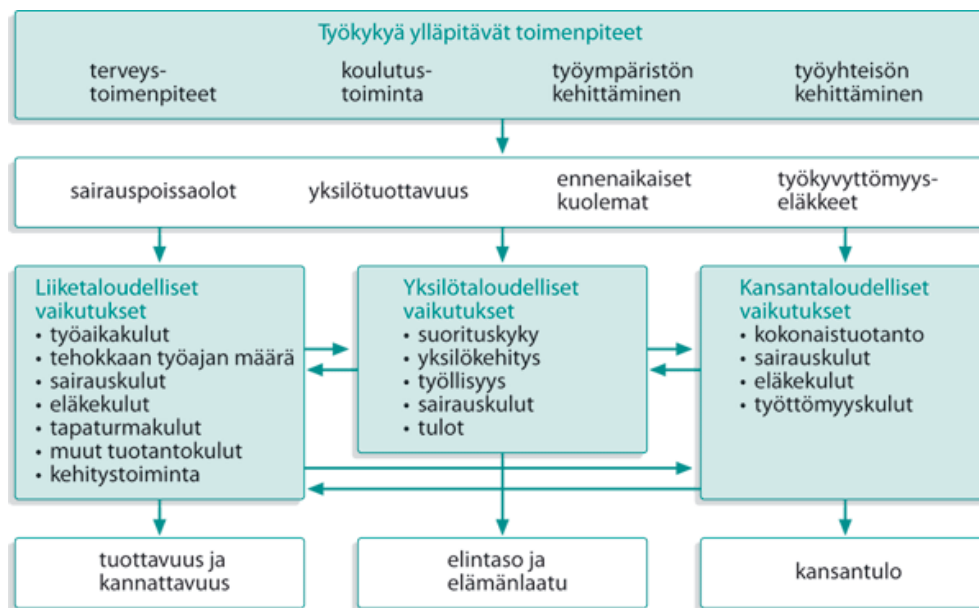 Työkykyä ylläpitävät toimenpiteet
terveys-
toimenpiteet
koulutus-
toiminta
työympäristön
kehittäminen
työyhteisön
kehittäminen
sairauspoissaolot
yksilötuottavuus
ennenaikaiset
kuolemat
työkyvyttömyys-
eläkkeet
Liiketaloudelliset
vaikutukset
• työaikakulut
• tehokkaan työajan määrä
• sairauskulut
• eläkekulut
• tapaturmakulut
• muut tuotantokulut
• kehitystoiminta
Yksilötaloudelliset
vaikutukset
• suorituskyky
• yksilökehitys
• työllisyys
• sairauskulut
• tulot
Kansantaloudelliset
vaikutukset
• kokonaistuotanto
• sairauskulut
• eläkekulut
• työttömyyskulut
tuottavuus ja
kannattavuus
elintaso ja
elämänlaatu
kansantulo